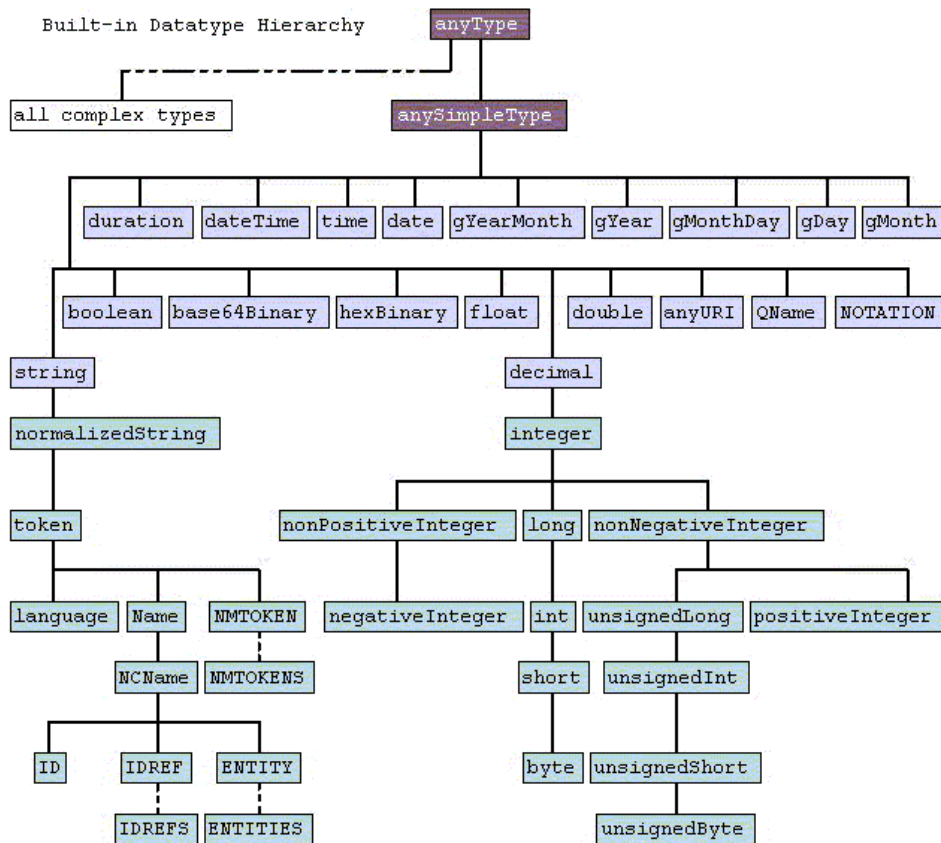 Built-in Datatype Hierarchy
anyType
all complex types
anySimpleType
duration
dateTime
time
date
gYearMonth
gYear
gMonthDay
gDay
gMonth
boolean
base64Binary
hexBinary
float
double
anyURI
QName
NOTATION
string
decimal
normalizedString
integer
token
nonPositiveInteger
long
nonNegativeInteger
language
Name
NMTOKEN
negativeInteger
int
unsignedLong
positiveInteger
NCName
NMTOKENS
short
unsignedInt
ID
IDREF
ENTITY
byte
unsignedShort
IDREFS
ENTITIES
unsignedByte